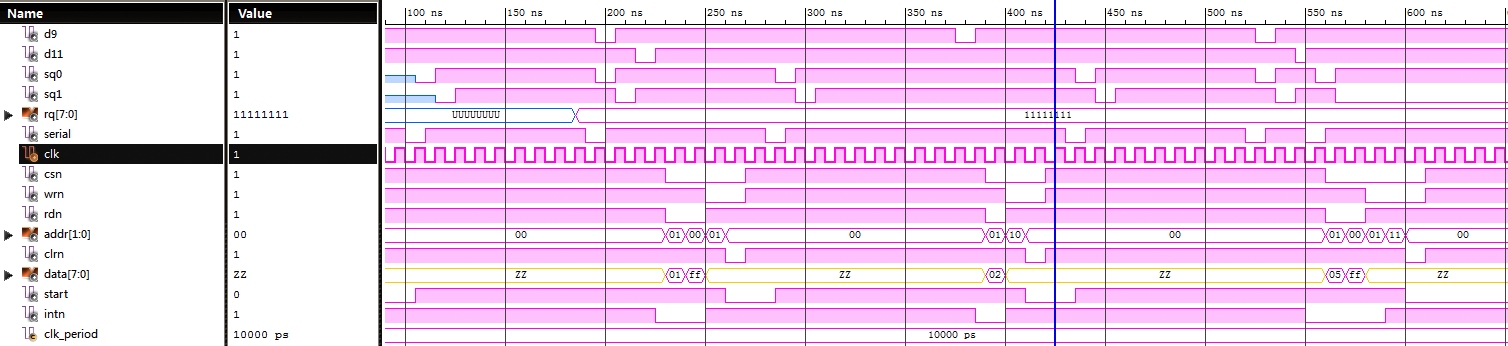 Name Value 100 ns 150 ns 200 ns 250 ns 300 ns 350 ns 400 ns 450 ns 500 ns 550 ns 600 ns
d9 1
d11 1
sq0 1
sq1 1
rq[7:0] 11111111 UUUUUUUU 11111111
serial 1
clk 1
csn 1
wrn 1
rdn 1
addr[1:0] 00 00 01 00 01 00 01 10 00 01 00 01 11 00
clrn 1
data[7:0] ZZ ZZ 01 ff ZZ 02 ZZ 05 ff ZZ
start 0
intn 1
clk_period 10000 ps 10000 ps